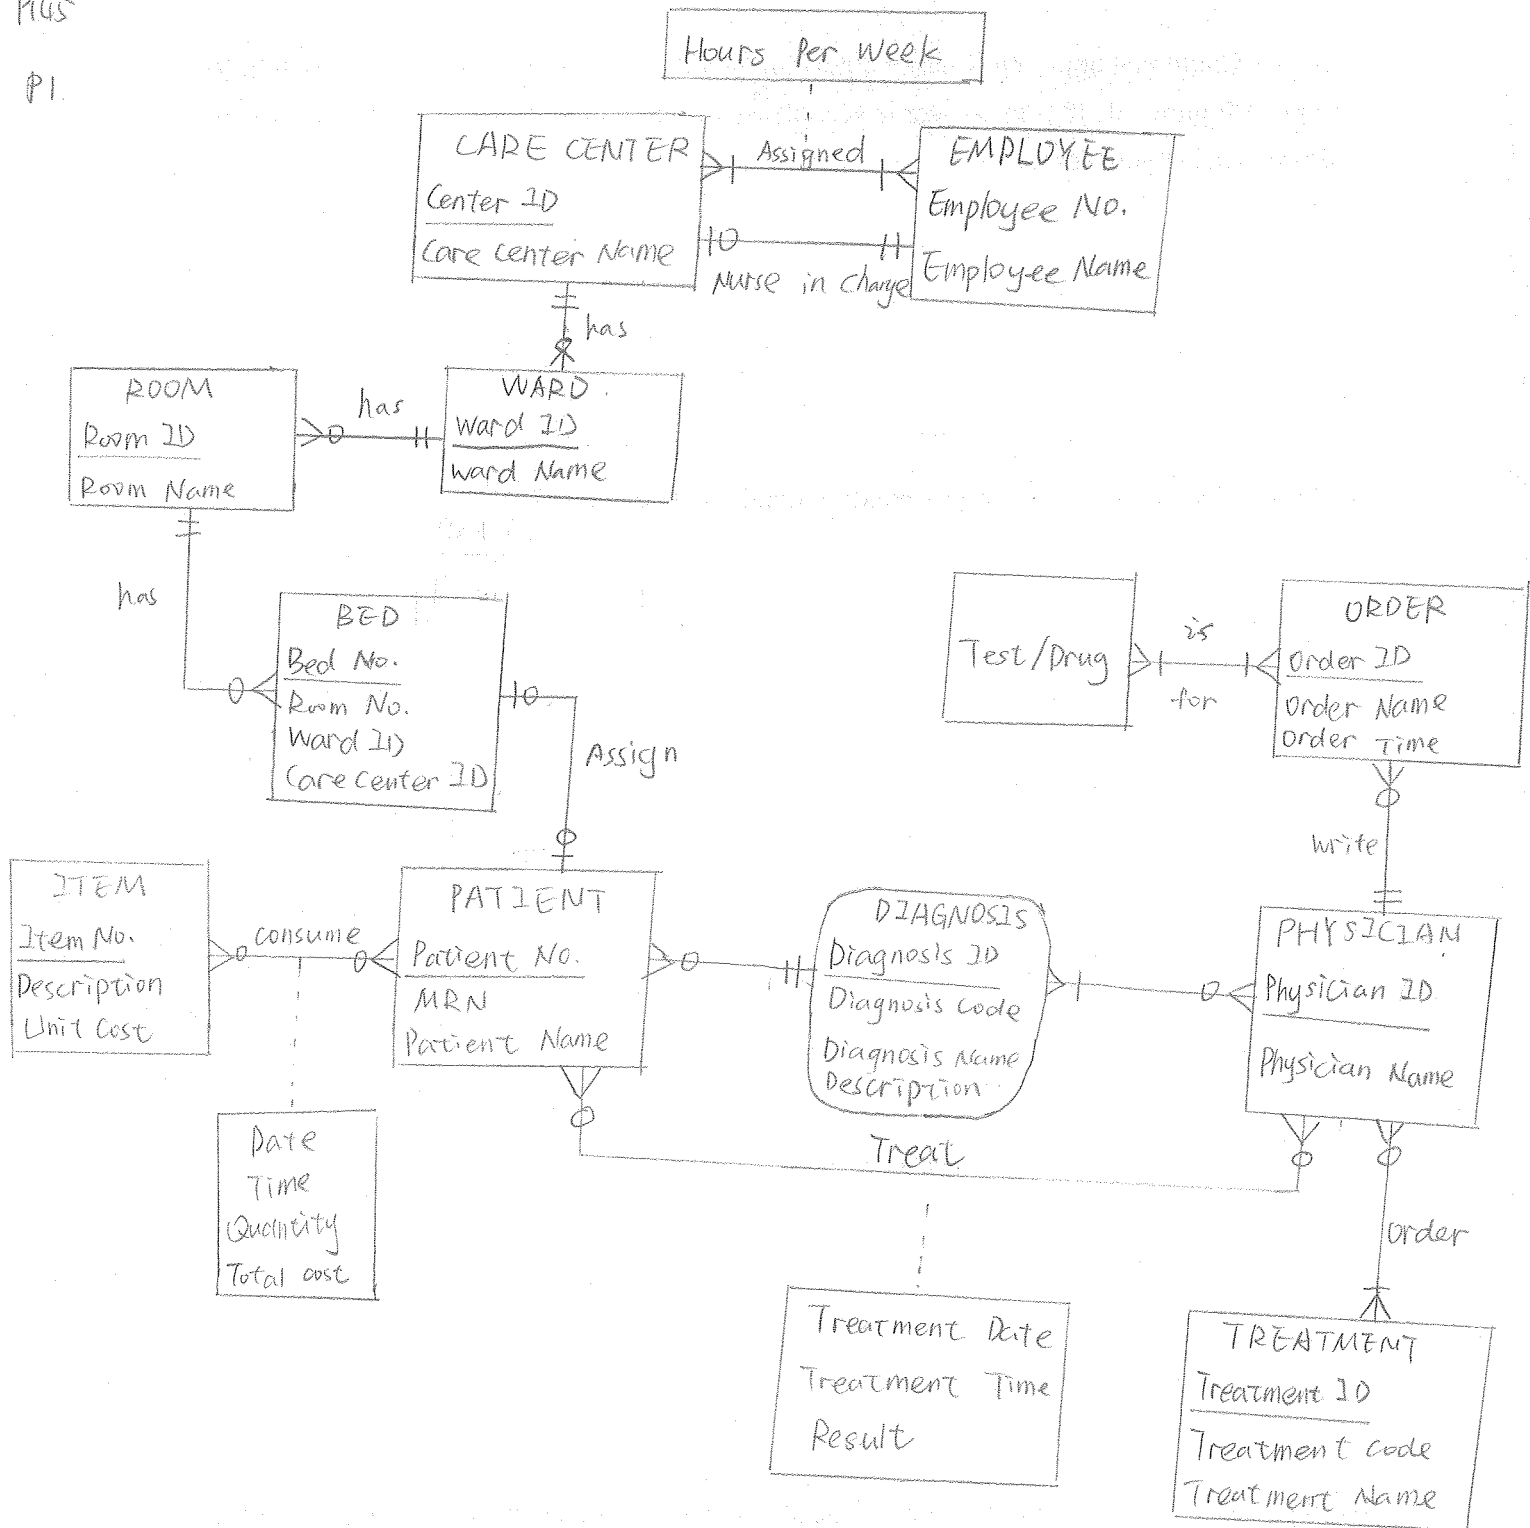 P145
P1.
Hours Per Week
CARE CENTER
Center ID
Care Center Name
Assigned
Nurse in Charge
EMPLOYEE
Employee No.
Employee Name
has
ROOM
Room ID
Room Name
has
WARD.
Ward ID
Ward Name
has
BED
Bed No.
Room No.
Ward ID
Care Center ID
Assign
Test/Drug
is
for
ORDER
Order ID
Order Name
Order Time
write
ITEM
Item No.
Description
Unit Cost
consume
PATIENT
Patient No.
MRN
Patient Name
DIAGNOSIS
Diagnosis ID
Diagnosis Code
Diagnosis Name
Description
PHYSICIAN
Physician ID
Physician Name
Date
Time
Quantity
Total cost
Treat
order
Treatment Date
Treatment Time
Result
TREATMENT
Treatment ID
Treatment Code
Treatment Name